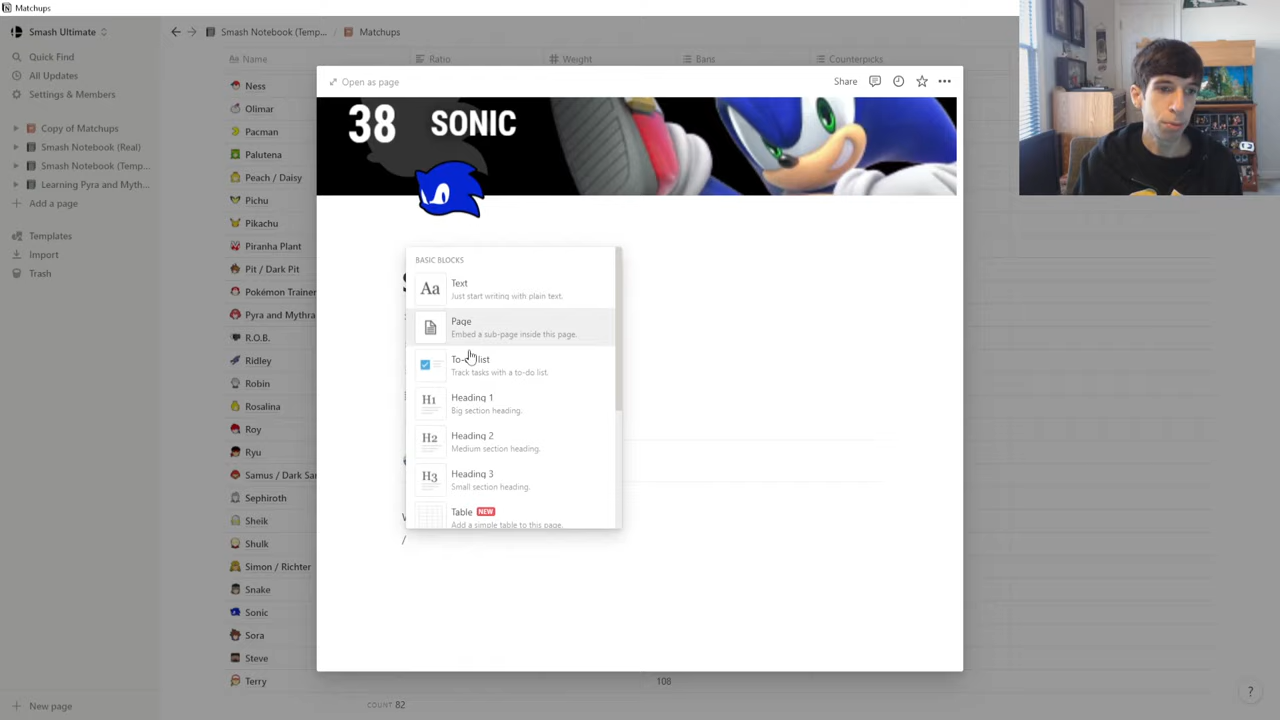 Matchups
Smash Ultimate
Quick Find
All Updates
Settings & Members
Copy of Matchups
Smash Notebook (Real)
Smash Notebook (Temp...
Learning Pyra and Myth...
Add a page
Templates
Import
Trash
New page
Smash Notebook (Temp... / Matchups
Name Ratio Weight Bans Counterpicks
Ness
Olimar
Pacman
Palutena
Peach / Daisy
Pichu
Pikachu
Piranha Plant
Pit / Dark Pit
Pokémon Trainer
Pyra and Mythra
R.O.B.
Ridley
Robin
Rosalina
Roy
Ryu
Samus / Dark Sa
Sephiroth
Sheik
Shulk
Simon / Richter
Snake
Sonic
Sora
Steve
Terry
108
COUNT 82
Open as page
Share
38 SONIC
BASIC BLOCKS
Aa Text
Just start writing with plain text.
Page
Embed a sub-page inside this page.
To-do list
Track tasks with a to-do list.
H1 Heading 1
Big section heading.
H2 Heading 2
Medium section heading.
H3 Heading 3
Small section heading.
Table NEW
Add a simple table to this page.
/
?